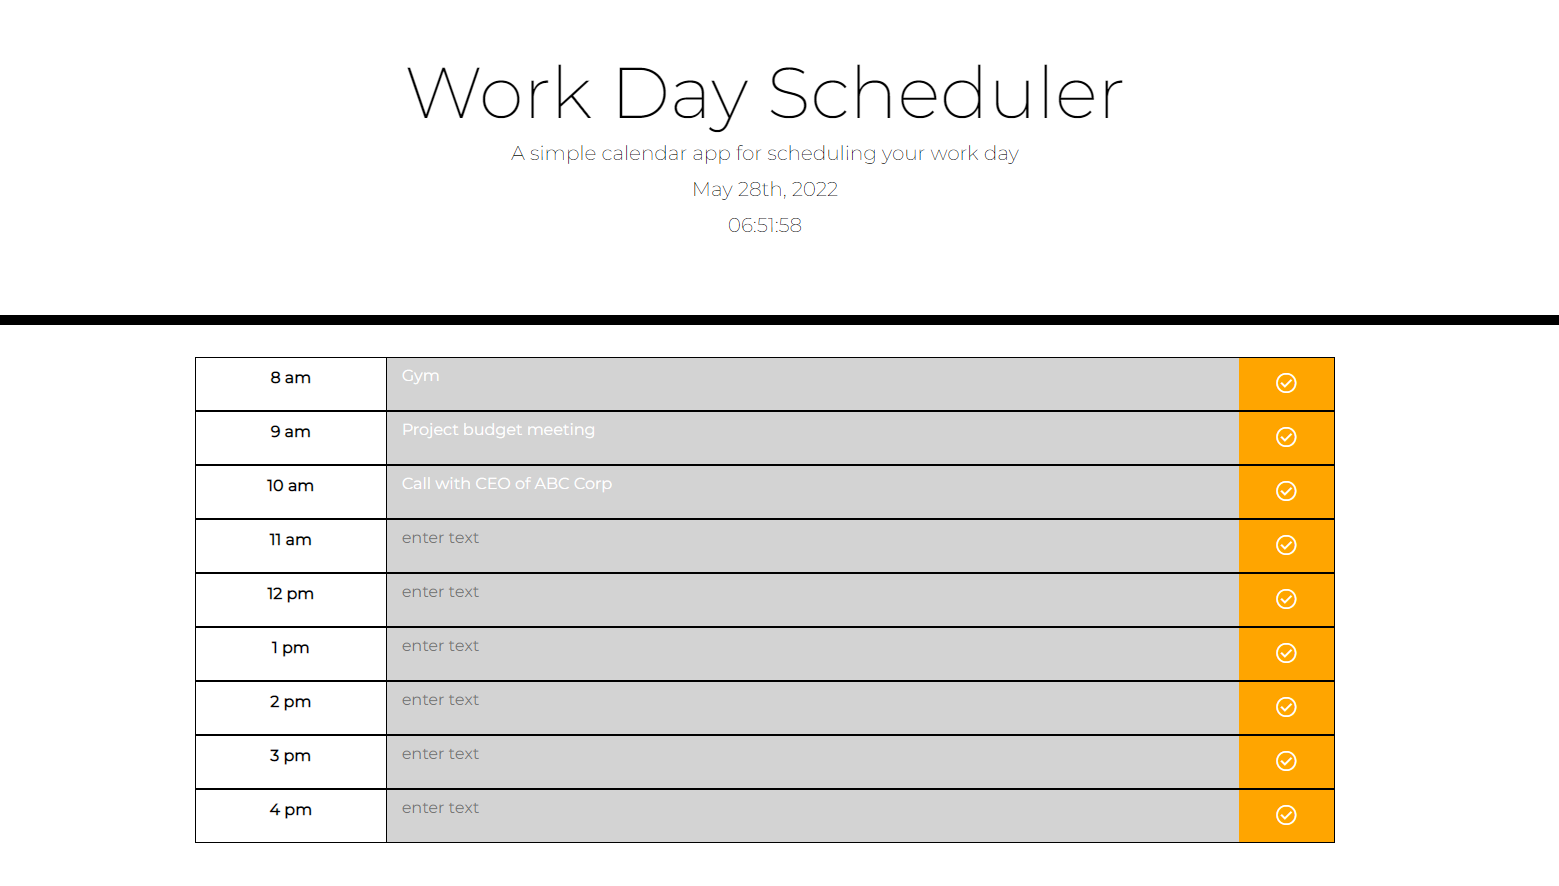 Work Day Scheduler
A simple calendar app for scheduling your work day
May 28th, 2022
06:51:58
8 am Gym
9 am Project budget meeting
10 am Call with CEO of ABC Corp
11 am enter text
12 pm enter text
1 pm enter text
2 pm enter text
3 pm enter text
4 pm enter text